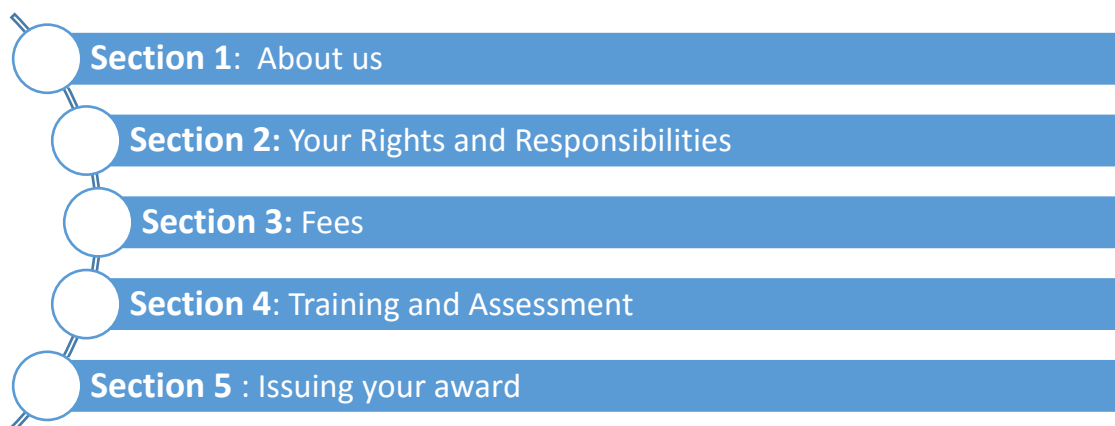 Section 1:  About us
Section 2: Your Rights and Responsibilities
Section 3: Fees
Section 4: Training and Assessment
Section 5 : Issuing your award